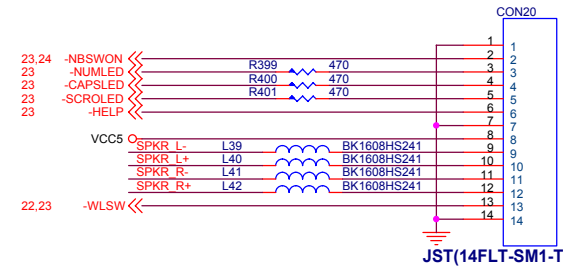 CON20
1 1
23,24 -NBSWON 2 2
23 -NUMLED R399 470 3 3
23 -CAPSLED R400 470 4 4
23 -SCROLED R401 470 5 5
23 -HELP 6 6
7 7
VCC5 8 8
SPKR_L- L39 BK1608HS241 9 9
SPKR_L+ L40 BK1608HS241 10 10
SPKR_R- L41 BK1608HS241 11 11
SPKR_R+ L42 BK1608HS241 12 12
22,23 -WLSW 13 13
14 14
JST(14FLT-SM1-T